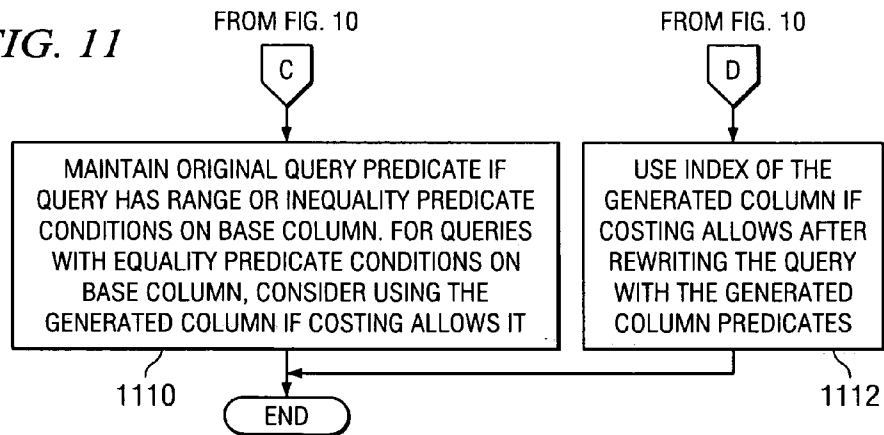 FIG. 11
FROM FIG. 10
C
FROM FIG. 10
D
MAINTAIN ORIGINAL QUERY PREDICATE IF
QUERY HAS RANGE OR INEQUALITY PREDICATE
CONDITIONS ON BASE COLUMN. FOR QUERIES
WITH EQUALITY PREDICATE CONDITIONS ON
BASE COLUMN, CONSIDER USING THE
GENERATED COLUMN IF COSTING ALLOWS IT
USE INDEX OF THE
GENERATED COLUMN IF
COSTING ALLOWS AFTER
REWRITING THE QUERY
WITH THE GENERATED
COLUMN PREDICATES
1110
1112
END